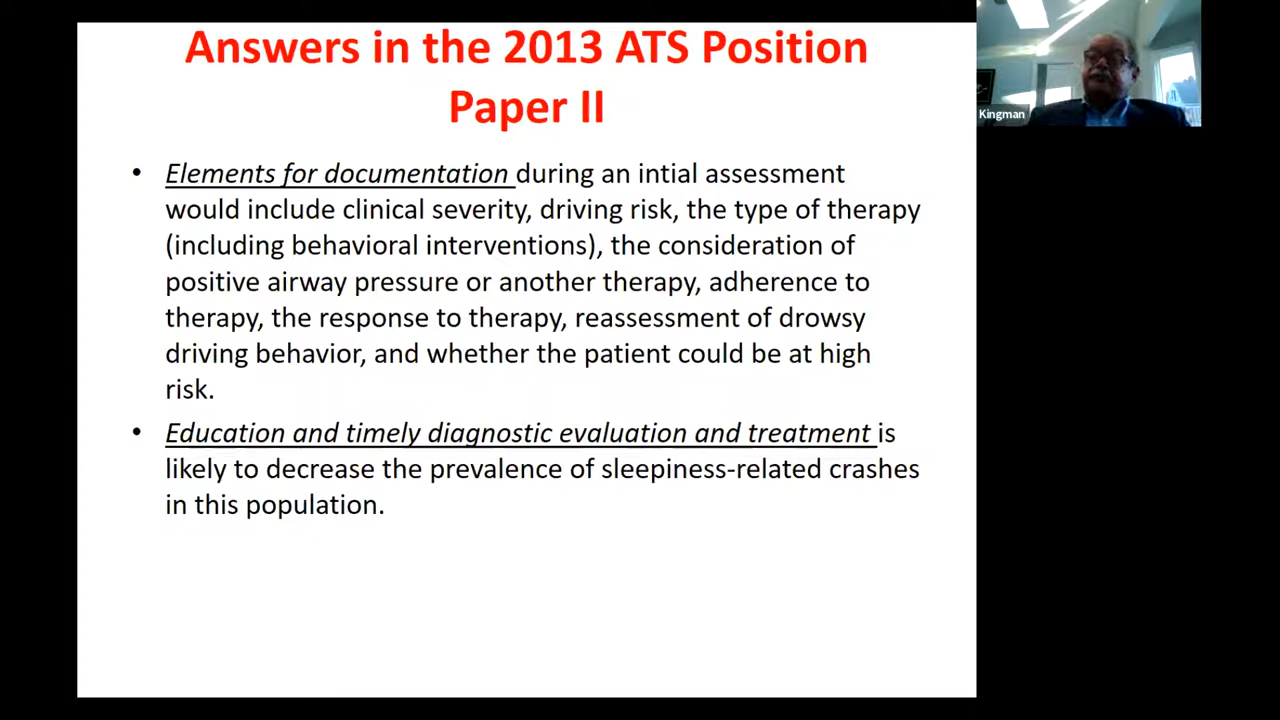 Answers in the 2013 ATS Position
Paper II
• Elements for documentation during an intial assessment
would include clinical severity, driving risk, the type of therapy
(including behavioral interventions), the consideration of
positive airway pressure or another therapy, adherence to
therapy, the response to therapy, reassessment of drowsy
driving behavior, and whether the patient could be at high
risk.
• Education and timely diagnostic evaluation and treatment is
likely to decrease the prevalence of sleepiness-related crashes
in this population.
Kingman